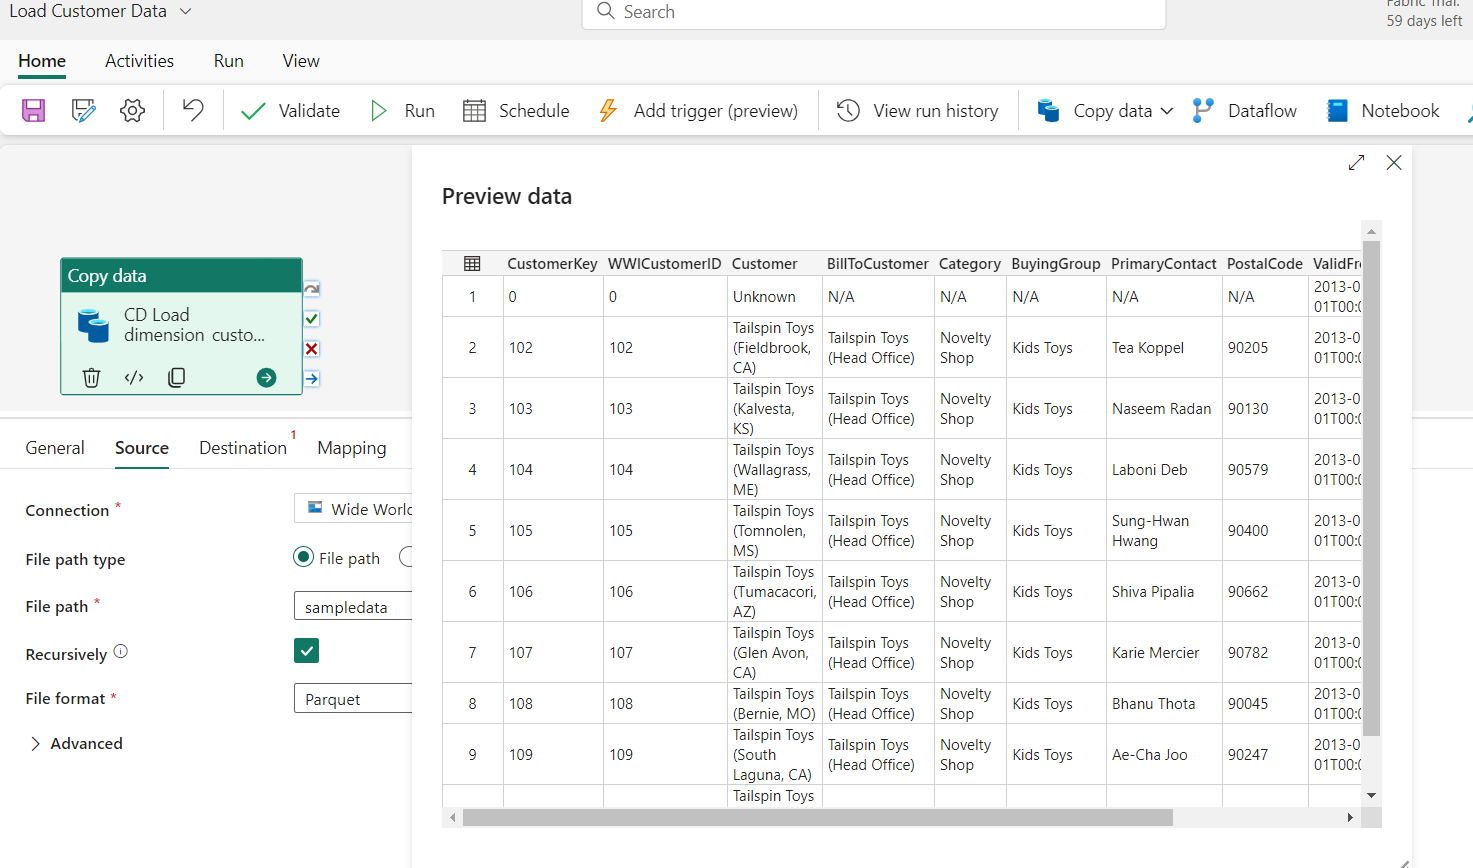 Load Customer Data
Search
Fabric Trial:
59 days left
Home Activities Run View
Validate Run Schedule Add trigger (preview) View run history Copy data Dataflow Notebook
Preview data
Copy data
CD Load
dimension_custo...
General Source Destination 1 Mapping
Connection *
Wide World
File path type
File path
File path *
sampledata
Recursively
File format *
Parquet
Advanced
CustomerKey WWICustomerID Customer BillToCustomer Category BuyingGroup PrimaryContact PostalCode ValidFr
1 0 0 Unknown N/A N/A N/A N/A N/A 2013-0
01T00:0
2 102 102 Tailspin Toys (Fieldbrook, CA) Tailspin Toys (Head Office) Novelty Shop Kids Toys Tea Koppel 90205 2013-0
01T00:0
3 103 103 Tailspin Toys (Kalvesta, KS) Tailspin Toys (Head Office) Novelty Shop Kids Toys Naseem Radan 90130 2013-0
01T00:0
4 104 104 Tailspin Toys (Wallagrass, ME) Tailspin Toys (Head Office) Novelty Shop Kids Toys Laboni Deb 90579 2013-0
01T00:0
5 105 105 Tailspin Toys (Tomnolen, MS) Tailspin Toys (Head Office) Novelty Shop Kids Toys Sung-Hwan Hwang 90400 2013-0
01T00:0
6 106 106 Tailspin Toys (Tumacacori, AZ) Tailspin Toys (Head Office) Novelty Shop Kids Toys Shiva Pipalia 90662 2013-0
01T00:0
7 107 107 Tailspin Toys (Glen Avon, CA) Tailspin Toys (Head Office) Novelty Shop Kids Toys Karie Mercier 90782 2013-0
01T00:0
8 108 108 Tailspin Toys (Bernie, MO) Tailspin Toys (Head Office) Novelty Shop Kids Toys Bhanu Thota 90045 2013-0
01T00:0
9 109 109 Tailspin Toys (South Laguna, CA) Tailspin Toys (Head Office) Novelty Shop Kids Toys Ae-Cha Joo 90247 2013-0
01T00:0
Tailspin Toys